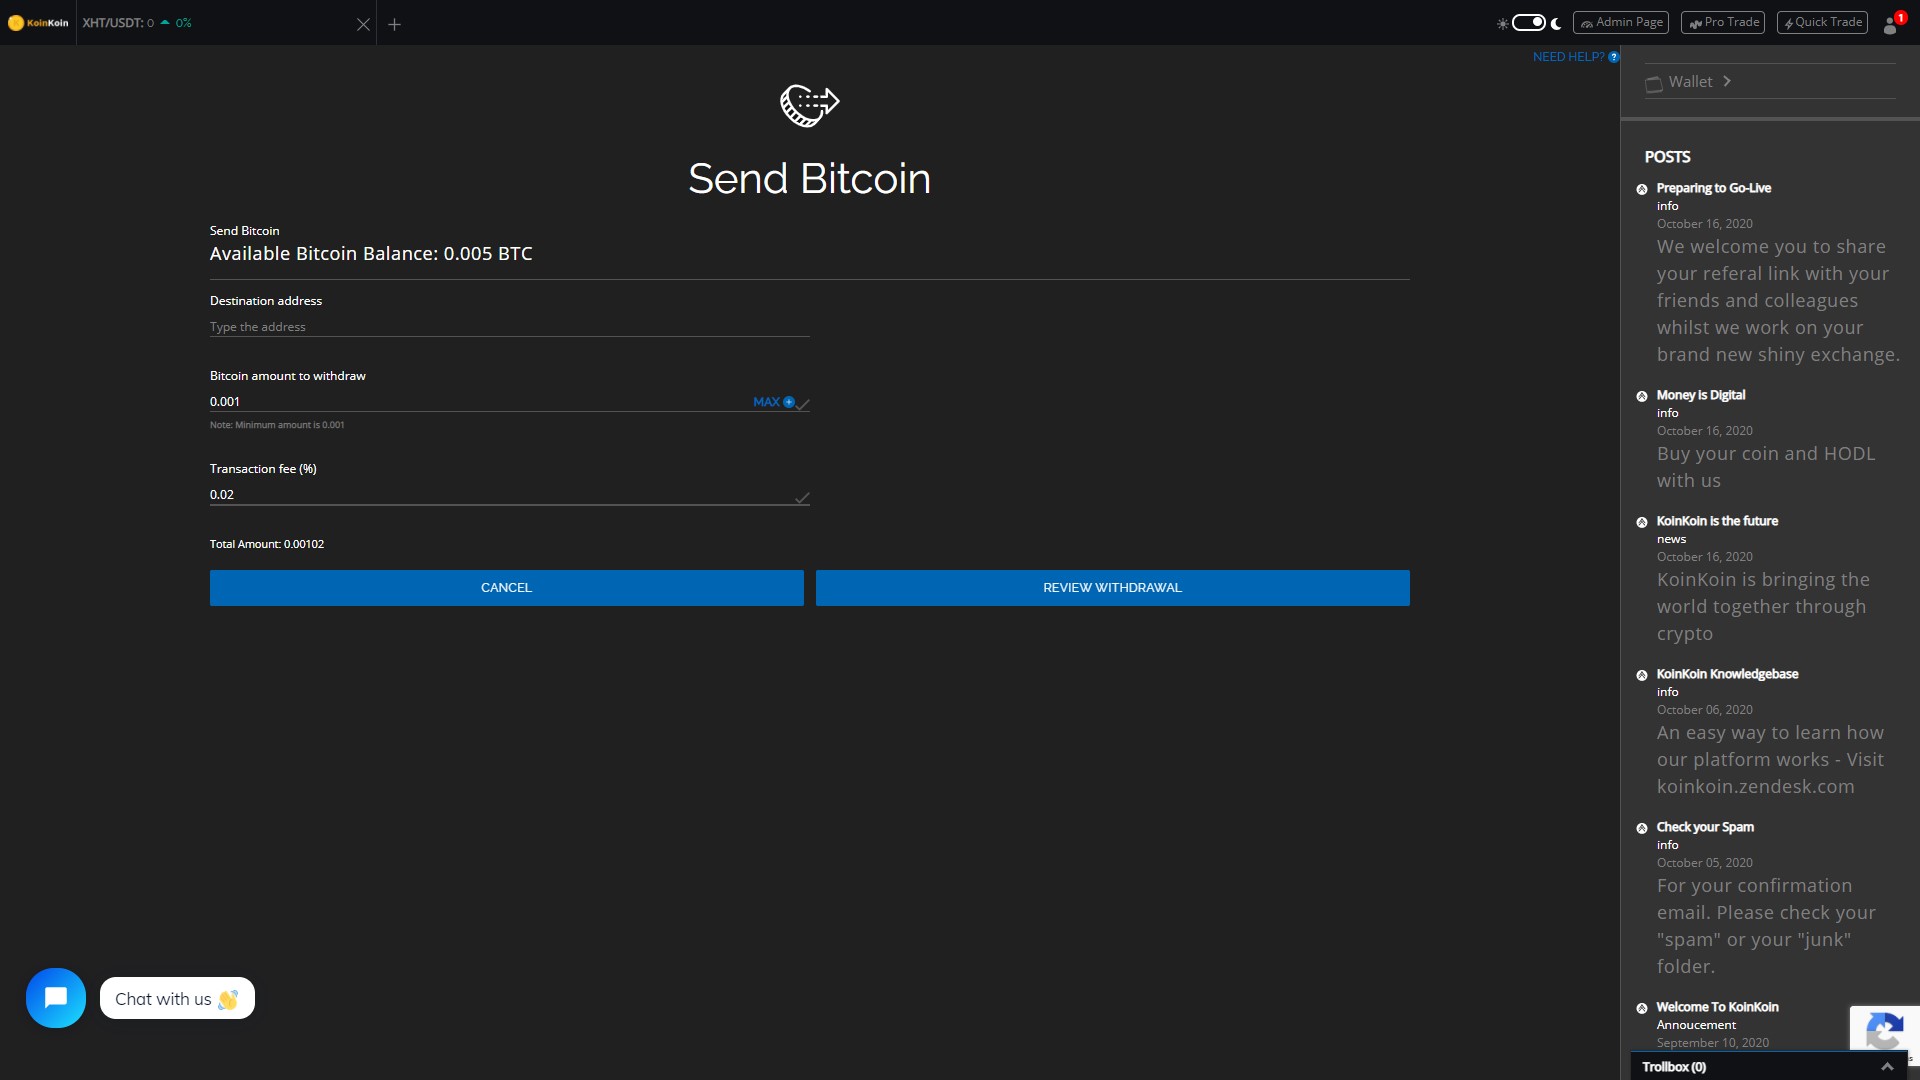 KoinKoin
XHT/USDT: 0 0%
Admin Page
Pro Trade
Quick Trade
1
NEED HELP? ?
Send Bitcoin
Send Bitcoin
Available Bitcoin Balance: 0.005 BTC
Destination address
Type the address
Bitcoin amount to withdraw
0.001
MAX
Note: Minimum amount is 0.001
Transaction fee (%)
0.02
Total Amount: 0.00102
CANCEL
REVIEW WITHDRAWAL
Chat with us 👋
Wallet
POSTS
Preparing to Go-Live
info
October 16, 2020
We welcome you to share
your referal link with your
friends and colleagues
whilst we work on your
brand new shiny exchange.
Money is Digital
info
October 16, 2020
Buy your coin and HODL
with us
KoinKoin is the future
news
October 16, 2020
KoinKoin is bringing the
world together through
crypto
KoinKoin Knowledgebase
info
October 06, 2020
An easy way to learn how
our platform works - Visit
koinkoin.zendesk.com
Check your Spam
info
October 05, 2020
For your confirmation
email. Please check your
"spam" or your "junk"
folder.
Welcome To KoinKoin
Annoucement
September 10, 2020
Trollbox (0)